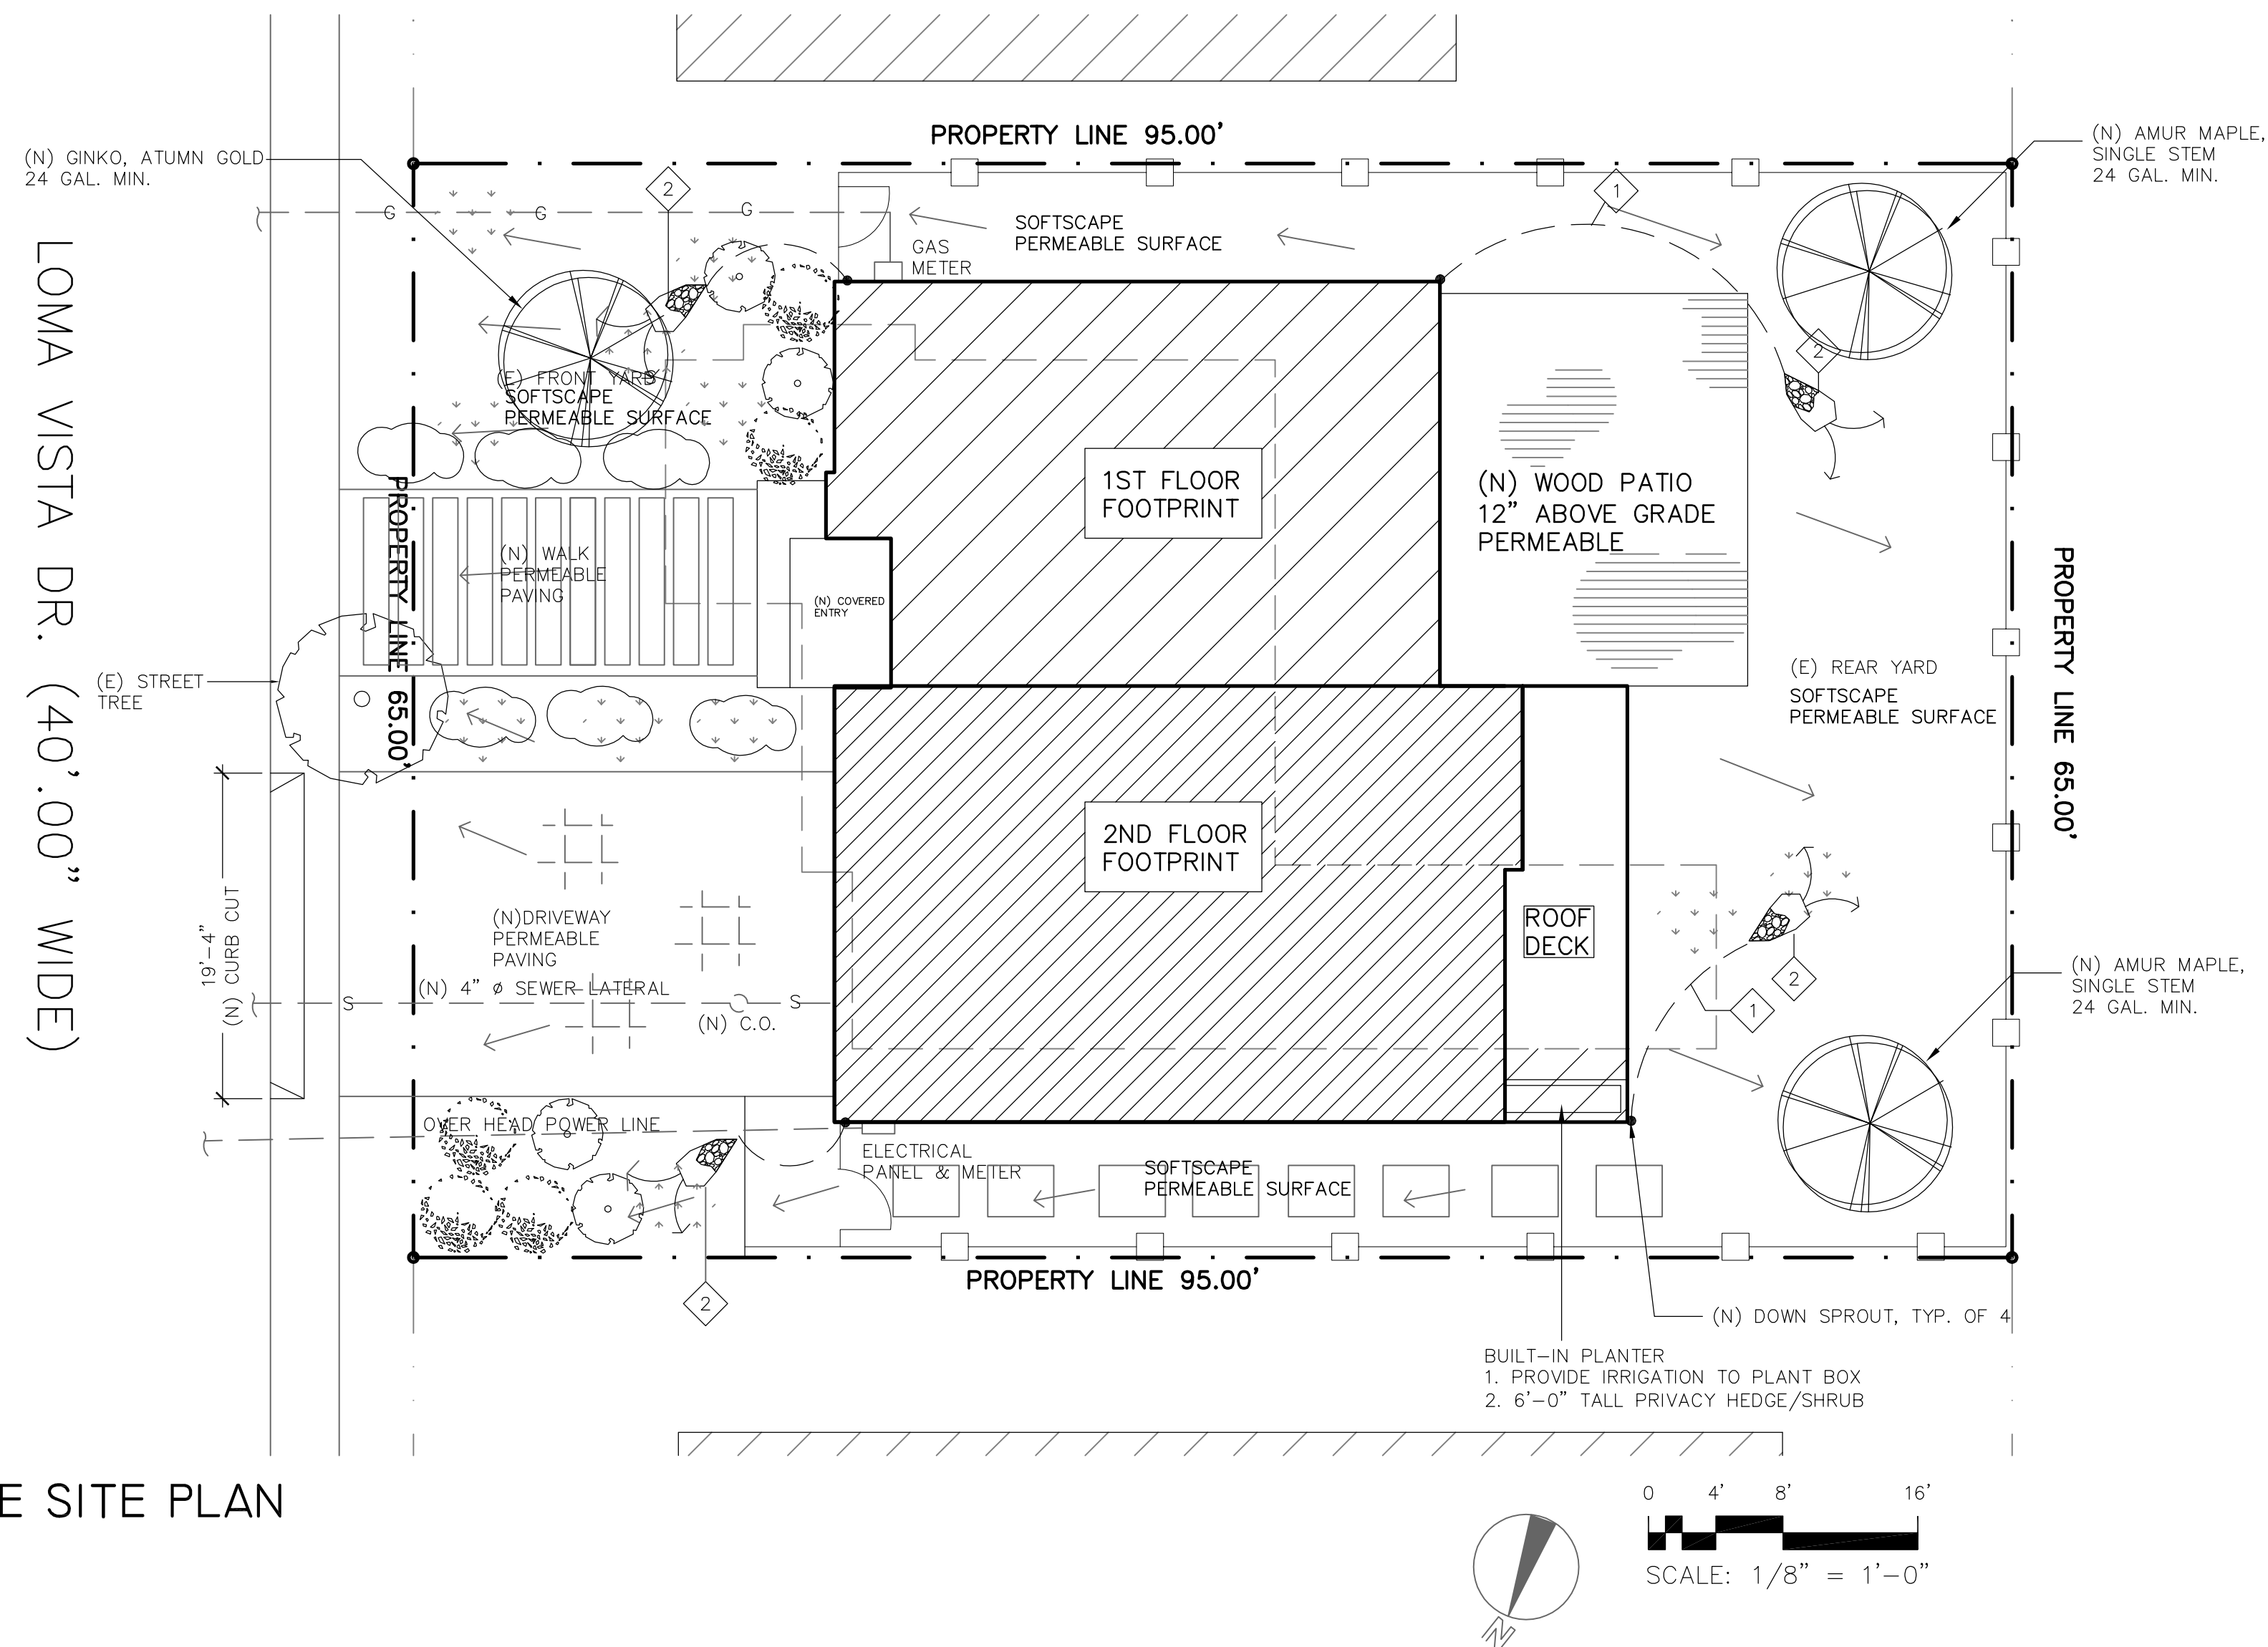 PROPERTY LINE 95.00'
(N) GINKO, ATUMN GOLD
24 GAL. MIN.
(N) AMUR MAPLE,
SINGLE STEM
24 GAL. MIN.
2
1
G
G
G
SOFTSCAPE
PERMEABLE SURFACE
GAS
METER
LOMA VISTA DR. (40'.00" WIDE)
2
(E) FRONT YARD
SOFTSCAPE
PERMEABLE SURFACE
1ST FLOOR
FOOTPRINT
(N) WOOD PATIO
12" ABOVE GRADE
PERMEABLE
PROPERTY LINE 65.00'
(N) WALK
PERMEABLE
PAVING
(N) COVERED
ENTRY
PROPERTY LINE 65.00'
(E) STREET
TREE
(E) REAR YARD
SOFTSCAPE
PERMEABLE SURFACE
19'-4"
(N) CURB CUT
2ND FLOOR
FOOTPRINT
ROOF
DECK
(N)DRIVEWAY
PERMEABLE
PAVING
(N) 4" ø SEWER LATERAL
S
S
(N) C.O.
2
1
(N) AMUR MAPLE,
SINGLE STEM
24 GAL. MIN.
OVER HEAD POWER LINE
ELECTRICAL
PANEL & METER
SOFTSCAPE
PERMEABLE SURFACE
PROPERTY LINE 95.00'
2
(N) DOWN SPROUT, TYP. OF 4
BUILT-IN PLANTER
1. PROVIDE IRRIGATION TO PLANT BOX
2. 6'-0" TALL PRIVACY HEDGE/SHRUB
E SITE PLAN
0 4' 8' 16'
SCALE: 1/8" = 1'-0"
N